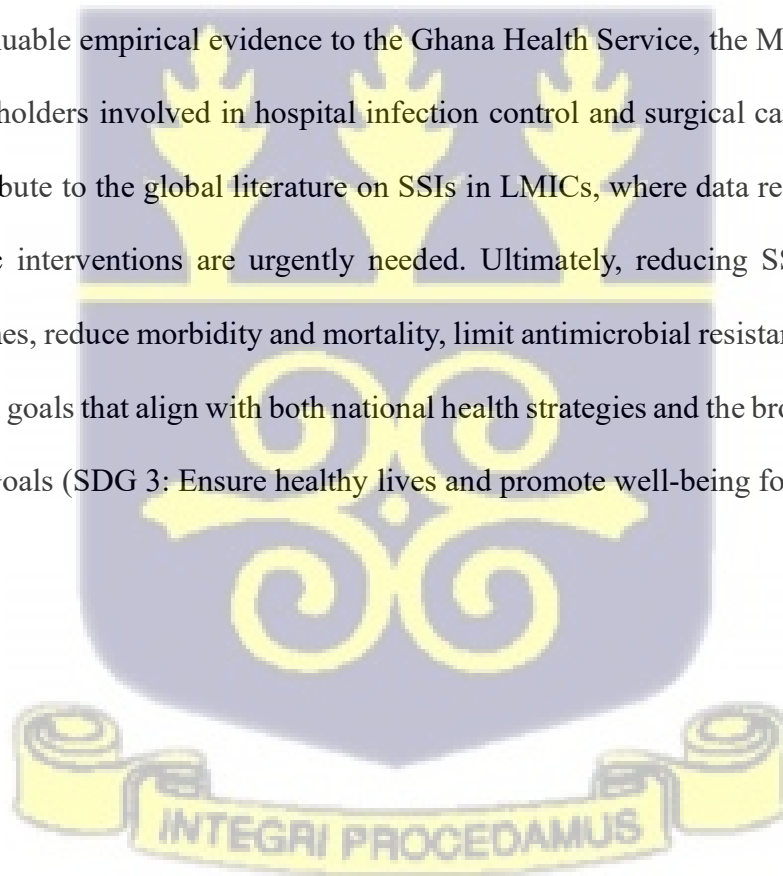 uable empirical evidence to the Ghana Health Service, the M
holders involved in hospital infection control and surgical ca
bute to the global literature on SSIs in LMICs, where data re
interventions are urgently needed. Ultimately, reducing SS
nes, reduce morbidity and mortality, limit antimicrobial resistan
goals that align with both national health strategies and the bro
oals (SDG 3: Ensure healthy lives and promote well-being fo
INTEGRI PROCEDAMUS